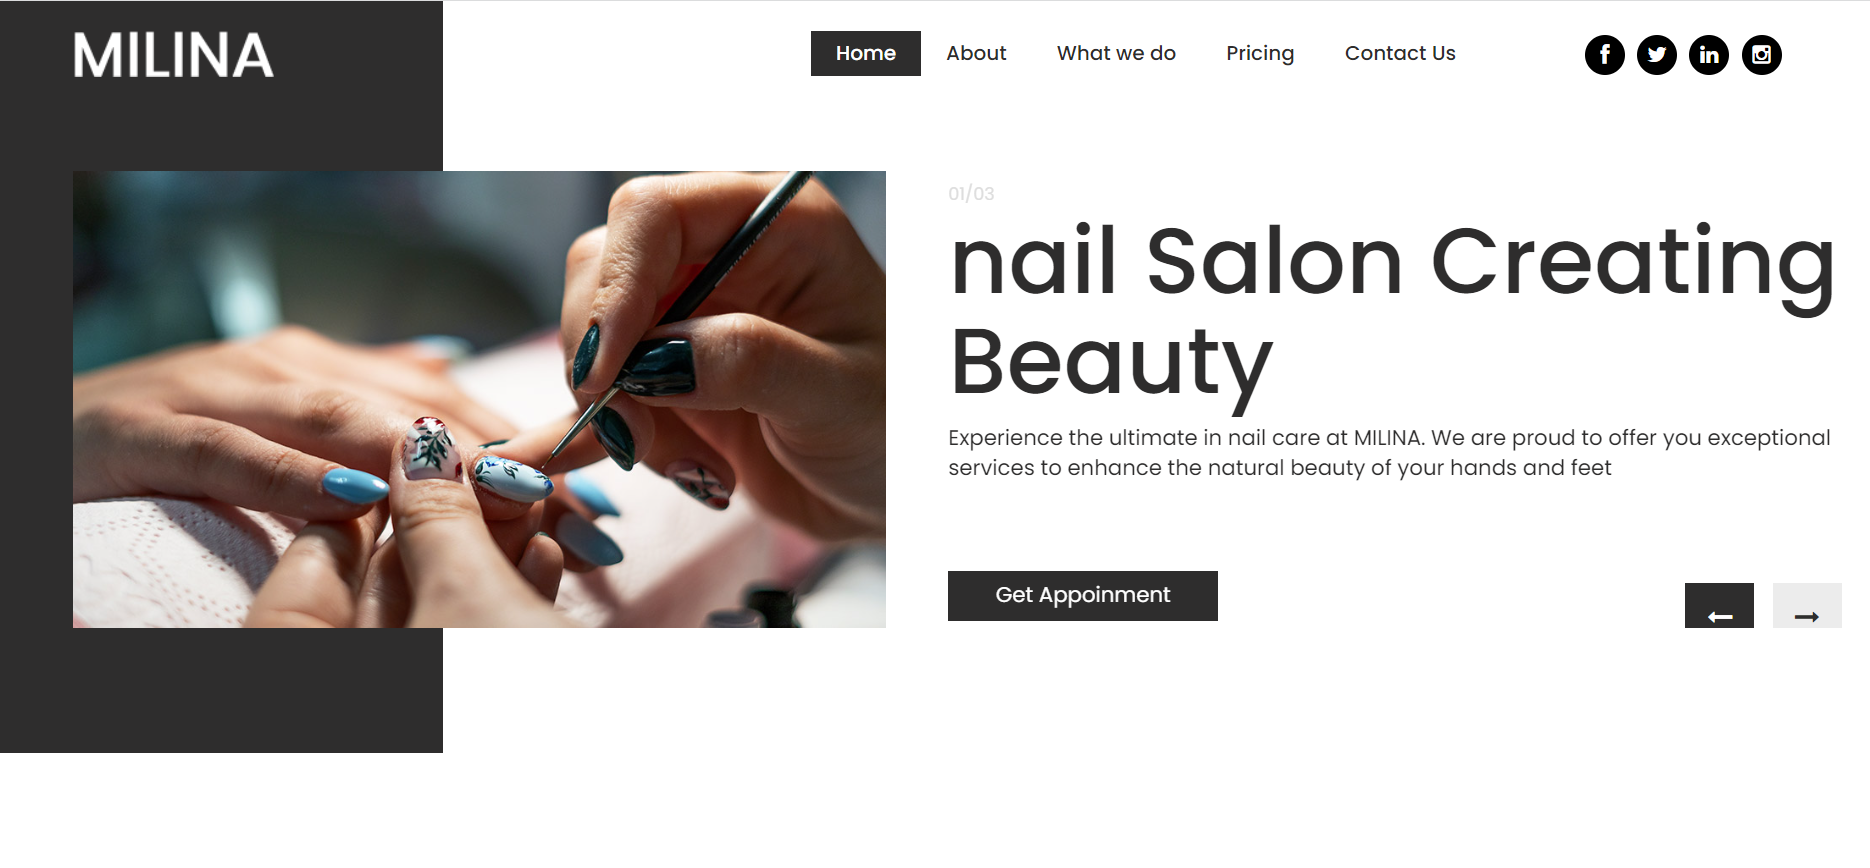 MILINA
Home About What we do Pricing Contact Us
01/03
nail Salon Creating
Beauty
Experience the ultimate in nail care at MILINA. We are proud to offer you exceptional
services to enhance the natural beauty of your hands and feet
Get Appoinment